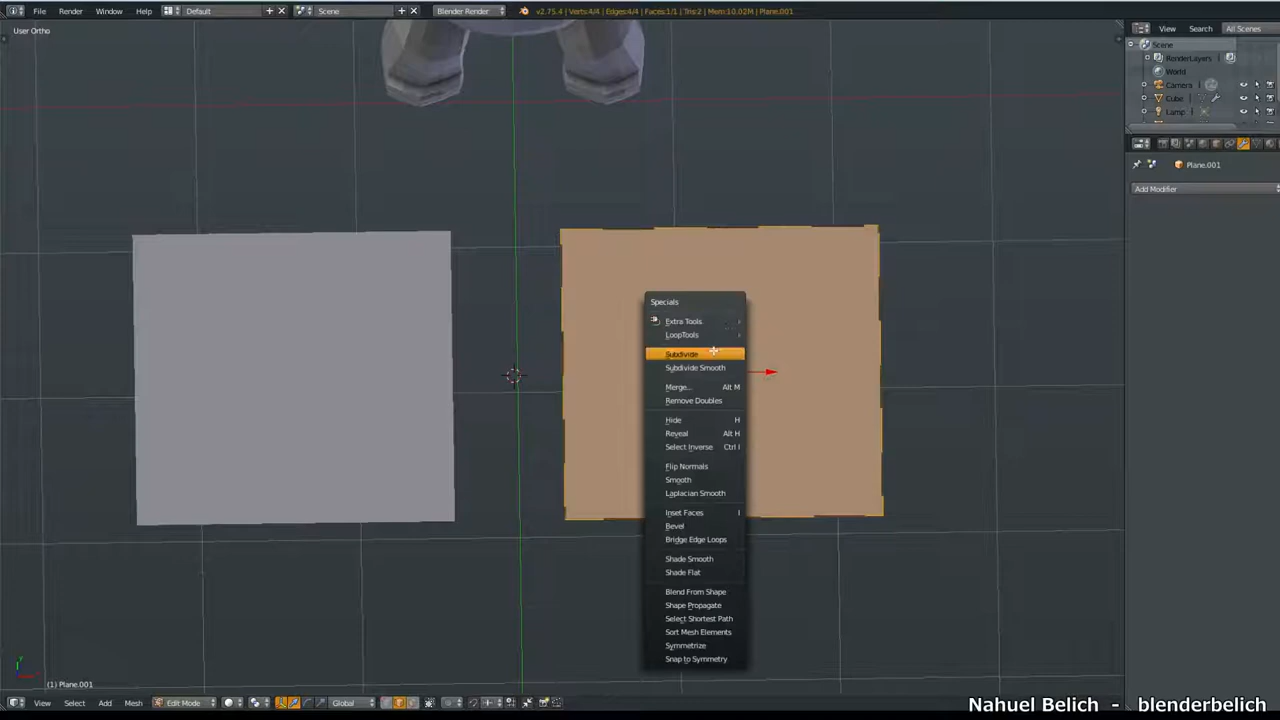 File Render Window Help Default Scene Blender Render v2.75.4 | Verts:4/4 | Edges:4/4 | Faces:1/1 | Tris:2 | Mem:10.02M | Plane.001
User Ortho
View Search All Scenes
Scene
RenderLayers
World
Camera
Cube
Lamp
Plane.001
Add Modifier
Specials
Extra Tools
LoopTools
Subdivide
Subdivide Smooth
Merge... Alt M
Remove Doubles
Hide H
Reveal Alt H
Select Inverse Ctrl I
Flip Normals
Smooth
Laplacian Smooth
Inset Faces I
Bevel
Bridge Edge Loops
Shade Smooth
Shade Flat
Blend From Shape
Shape Propagate
Select Shortest Path
Sort Mesh Elements
Symmetrize
Snap to Symmetry
(1) Plane.001
View Select Add Mesh Edit Mode Global
Nahuel Belich - blenderbelich